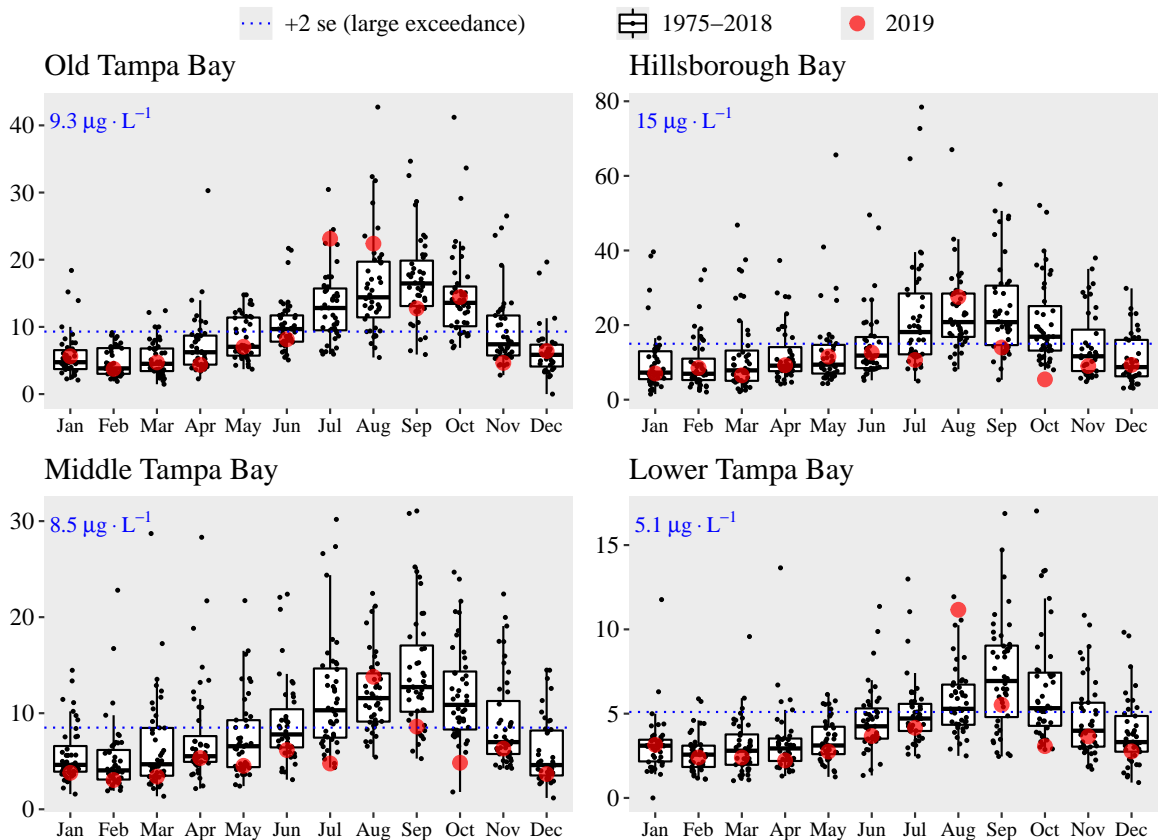 +2 se (large exceedance) 1975–2018 2019
Old Tampa Bay
9.3 µg · L⁻¹
40
30
20
10
0
Jan Feb Mar Apr May Jun Jul Aug Sep Oct Nov Dec
Hillsborough Bay
15 µg · L⁻¹
80
60
40
20
0
Jan Feb Mar Apr May Jun Jul Aug Sep Oct Nov Dec
Middle Tampa Bay
8.5 µg · L⁻¹
30
20
10
0
Jan Feb Mar Apr May Jun Jul Aug Sep Oct Nov Dec
Lower Tampa Bay
5.1 µg · L⁻¹
15
10
5
0
Jan Feb Mar Apr May Jun Jul Aug Sep Oct Nov Dec